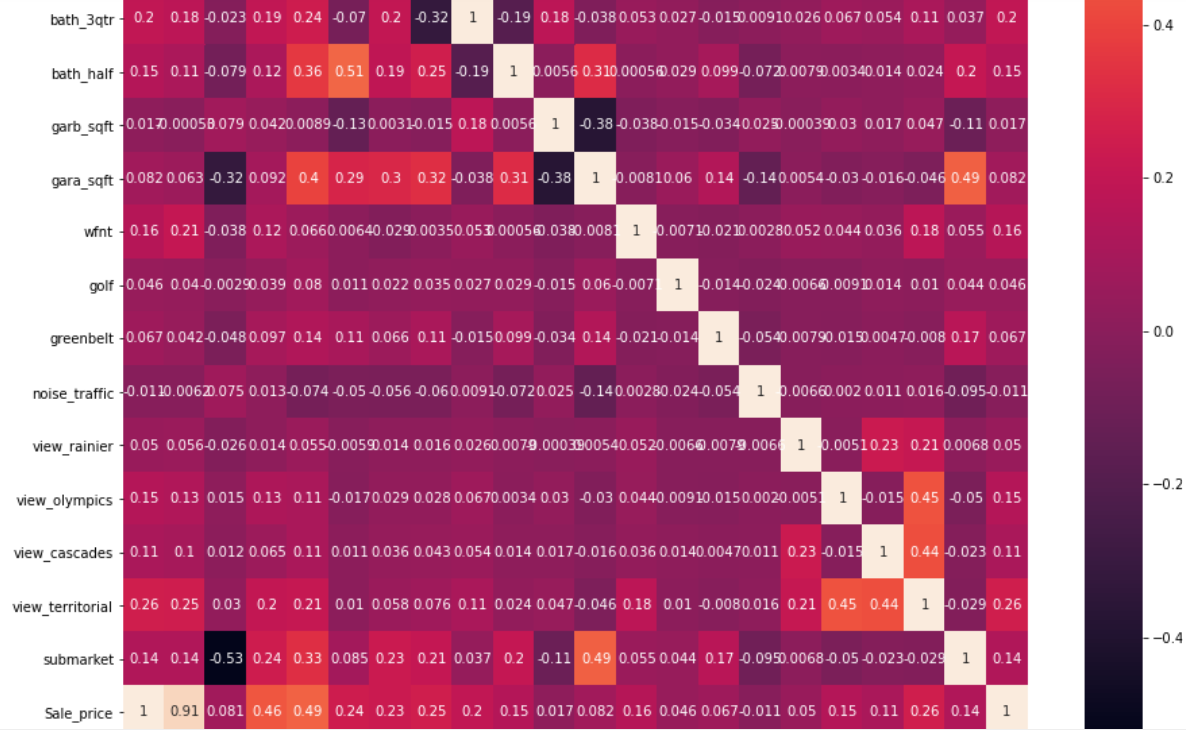 bath_3qtr 0.2 0.18 -0.023 0.19 0.24 -0.07 0.2 -0.32 1 -0.19 0.18 -0.038 0.053 0.027 -0.015 0.0091 0.026 0.067 0.054 0.11 0.037 0.2
0.4
bath_half 0.15 0.11 -0.079 0.12 0.36 0.51 0.19 0.25 -0.19 1 0.0056 0.31 0.00056 0.029 0.099 -0.072 0.0079 0.0034 0.014 0.024 0.2 0.15
garb_sqft 0.017 0.00053 0.079 0.042 0.0089 -0.13 0.0031 -0.015 0.18 0.0056 1 -0.38 -0.038 -0.015 -0.034 0.025 -0.00039 0.03 0.017 0.047 -0.11 0.017
gara_sqft 0.082 0.063 -0.32 0.092 0.4 0.29 0.3 0.32 -0.038 0.31 -0.38 1 -0.0081 0.06 0.14 -0.14 0.0054 -0.03 -0.016 -0.046 0.49 0.082
0.2
wfnt 0.16 0.21 -0.038 0.12 0.066 0.0064 -0.029 0.0035 0.053 0.00056 -0.038 -0.0081 1 -0.0071 -0.021 0.0028 0.052 0.044 0.036 0.18 0.055 0.16
golf 0.046 0.04 -0.0029 0.039 0.08 0.011 0.022 0.035 0.027 0.029 -0.015 0.06 -0.0071 1 -0.014 -0.024 -0.0066 -0.0091 0.014 0.01 0.044 0.046
greenbelt 0.067 0.042 -0.048 0.097 0.14 0.11 0.066 0.11 -0.015 0.099 -0.034 0.14 -0.021 -0.014 1 -0.054 -0.0079 -0.015 0.0047 -0.008 0.17 0.067
0.0
noise_traffic -0.011 0.0062 0.075 0.013 -0.074 -0.05 -0.056 -0.06 0.0091 -0.072 0.025 -0.14 0.0028 -0.024 -0.054 1 0.0066 0.002 0.011 0.016 -0.095 -0.011
view_rainier 0.05 0.056 -0.026 0.014 0.055 -0.0059 0.014 0.016 0.026 0.0079 -0.00039 0.0054 0.052 -0.0066 -0.0079 0.0066 1 0.0051 0.23 0.21 0.0068 0.05
view_olympics 0.15 0.13 0.015 0.13 0.11 -0.017 0.029 0.028 0.067 0.0034 0.03 -0.03 0.044 -0.0091 -0.015 0.002 -0.0051 1 -0.015 0.45 -0.05 0.15
−0.2
view_cascades 0.11 0.1 0.012 0.065 0.11 0.011 0.036 0.043 0.054 0.014 0.017 -0.016 0.036 0.014 0.0047 0.011 0.23 -0.015 1 0.44 -0.023 0.11
view_territorial 0.26 0.25 0.03 0.2 0.21 0.01 0.058 0.076 0.11 0.024 0.047 -0.046 0.18 0.01 -0.008 0.016 0.21 0.45 0.44 1 -0.029 0.26
−0.4
submarket 0.14 0.14 -0.53 0.24 0.33 0.085 0.23 0.21 0.037 0.2 -0.11 0.49 0.055 0.044 0.17 -0.095 0.0068 -0.05 -0.023 -0.029 1 0.14
Sale_price 1 0.91 0.081 0.46 0.49 0.24 0.23 0.25 0.2 0.15 0.017 0.082 0.16 0.046 0.067 -0.011 0.05 0.15 0.11 0.26 0.14 1